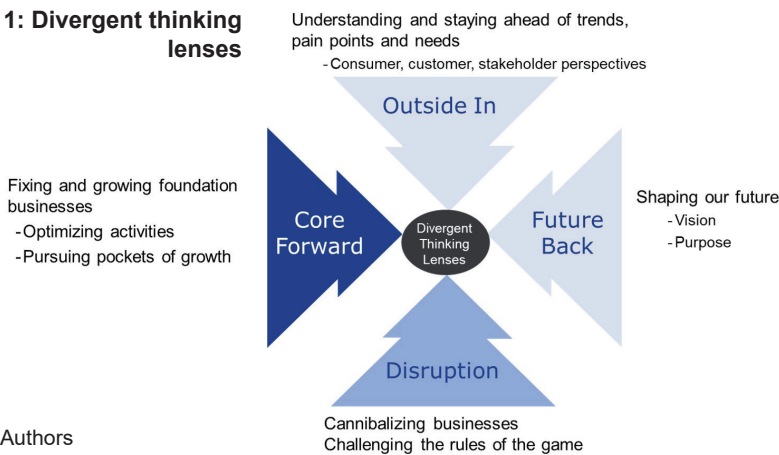 1: Divergent thinking
lenses
Understanding and staying ahead of trends,
pain points and needs
-Consumer, customer, stakeholder perspectives
Outside In
Fixing and growing foundation
businesses
-Optimizing activities
-Pursuing pockets of growth
Core
Forward
Divergent
Thinking
Lenses
Future
Back
Shaping our future
-Vision
-Purpose
Disruption
Cannibalizing businesses
Challenging the rules of the game
Authors